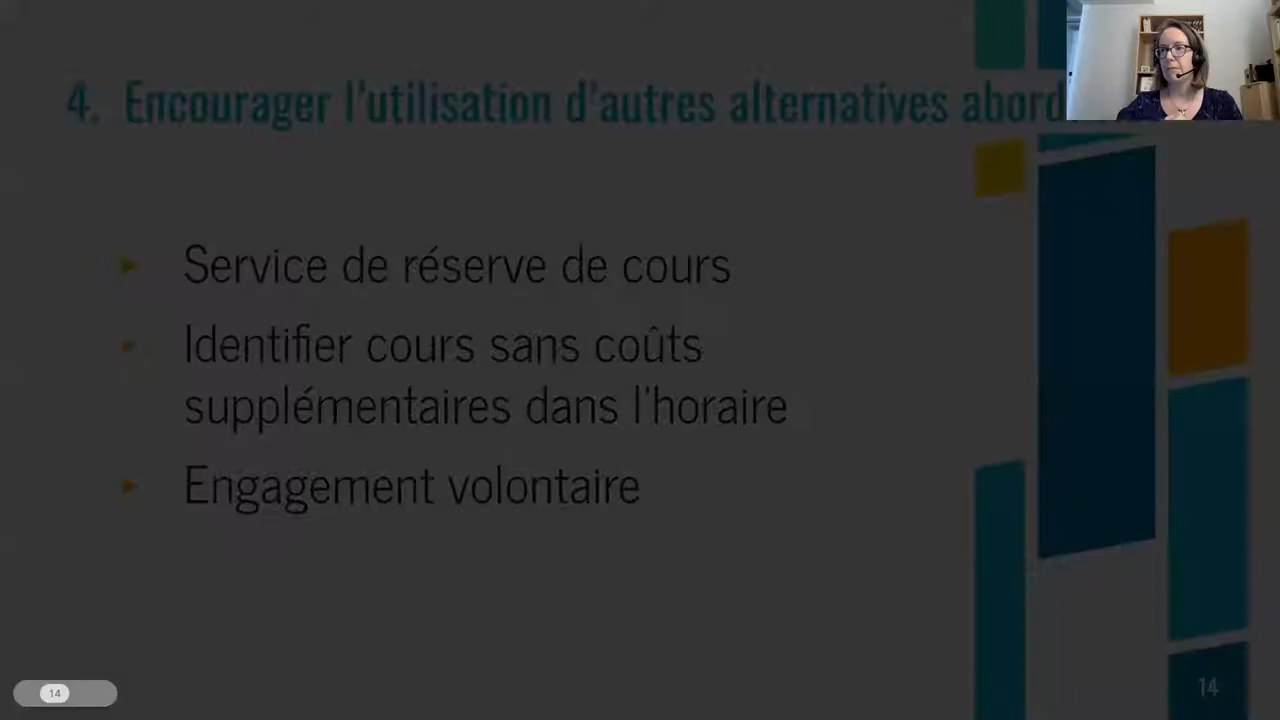 4. Encourager l'utilisation d'autres alternatives
Service de réserve de cours
Identifier cours sans coûts
supplémentaires dans l'horaire
Engagement volontaire
14
14